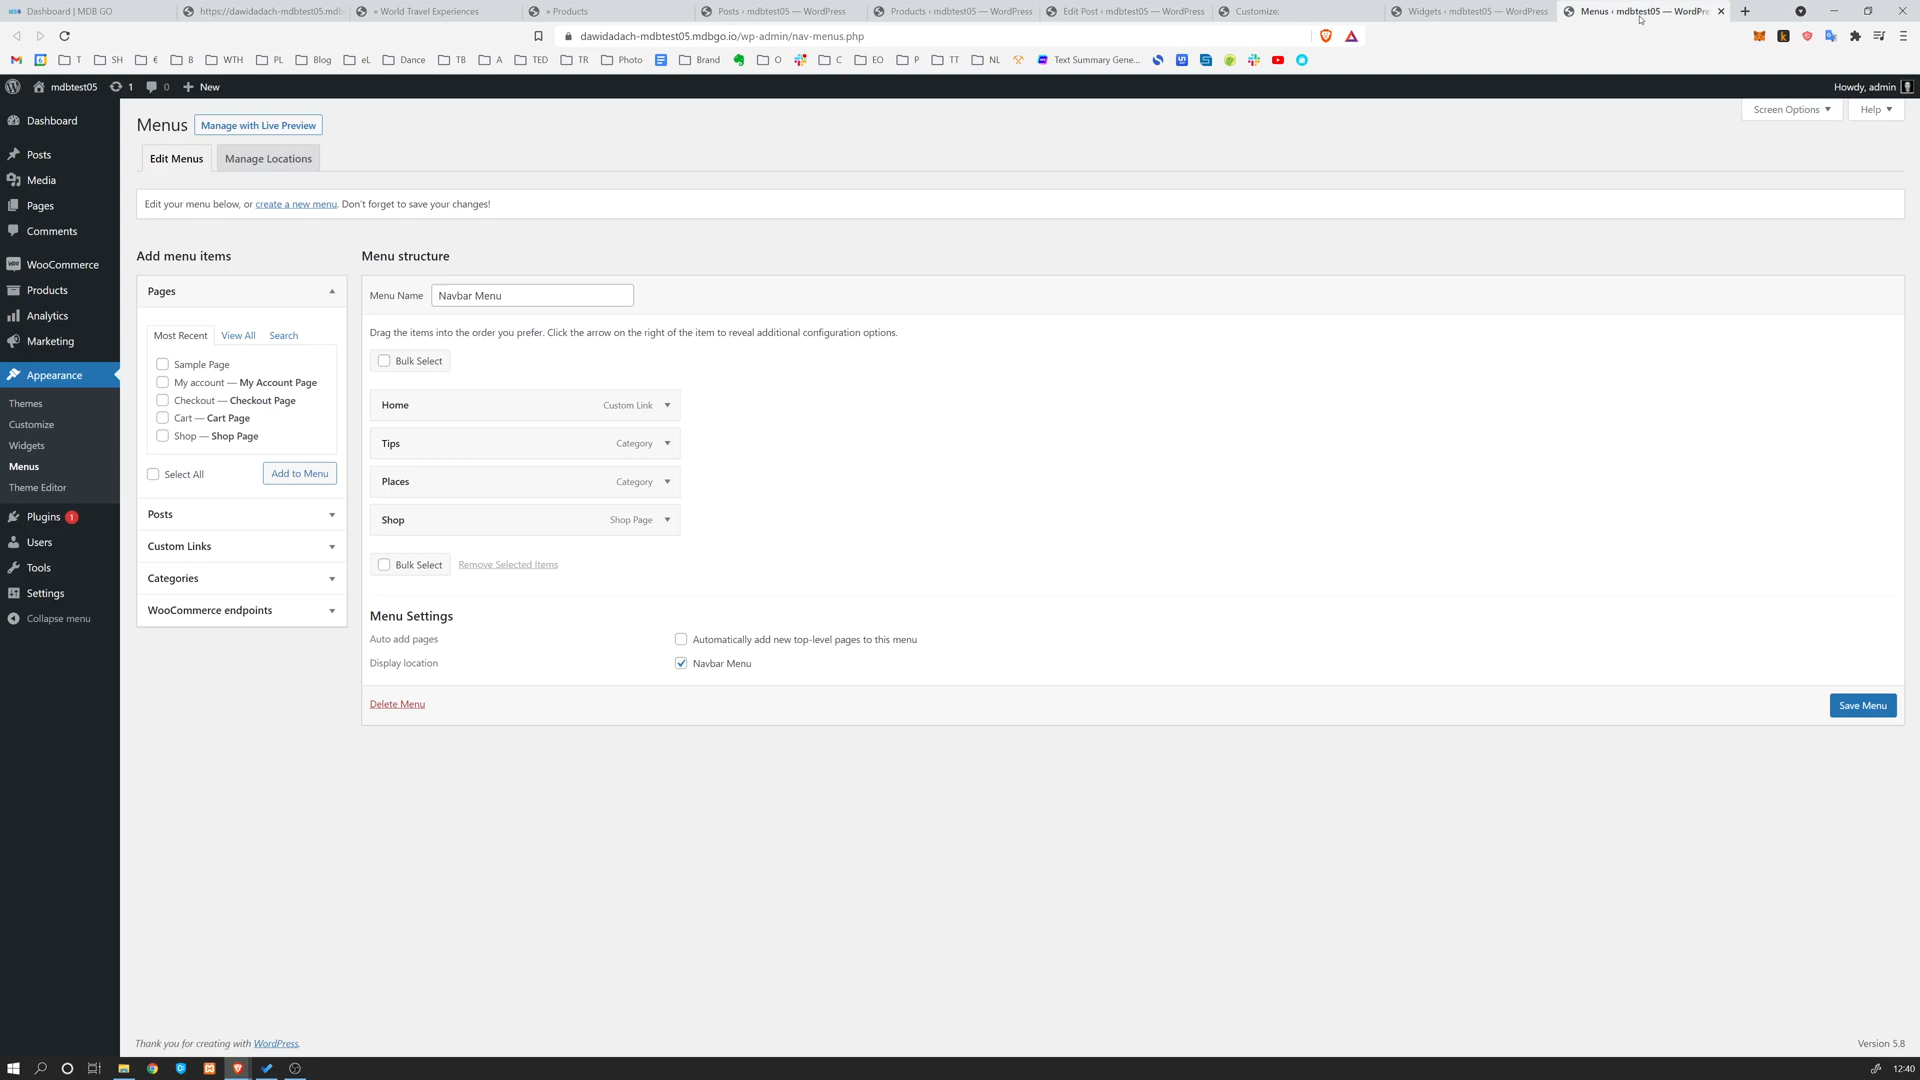 Dashboard | MDB GO
https://dawidadach-mdbtest05.mdb
» World Travel Experiences
» Products
Posts ‹ mdbtest05 — WordPress
Products ‹ mdbtest05 — WordPress
Edit Post ‹ mdbtest05 — WordPress
Customize:
Widgets ‹ mdbtest05 — WordPress
Menus ‹ mdbtest05 — WordPre
dawidadach-mdbtest05.mdbgo.io/wp-admin/nav-menus.php
T
SH
€
B
WTH
PL
Blog
eL
Dance
TB
A
TED
TR
Photo
Brand
O
C
EO
P
TT
NL
Text Summary Gene...
mdbtest05
1
0
New
Howdy, admin
Dashboard
Posts
Media
Pages
Comments
WooCommerce
Products
Analytics
Marketing
Appearance
Themes
Customize
Widgets
Menus
Theme Editor
Plugins 1
Users
Tools
Settings
Collapse menu
Screen Options
Help
Menus
Manage with Live Preview
Edit Menus
Manage Locations
Edit your menu below, or create a new menu. Don't forget to save your changes!
Add menu items
Pages
Most Recent
View All
Search
Sample Page
My account — My Account Page
Checkout — Checkout Page
Cart — Cart Page
Shop — Shop Page
Select All
Add to Menu
Posts
Custom Links
Categories
WooCommerce endpoints
Menu structure
Menu Name
Navbar Menu
Drag the items into the order you prefer. Click the arrow on the right of the item to reveal additional configuration options.
Bulk Select
Home
Custom Link
Tips
Category
Places
Category
Shop
Shop Page
Bulk Select
Remove Selected Items
Menu Settings
Auto add pages
Automatically add new top-level pages to this menu
Display location
Navbar Menu
Delete Menu
Save Menu
Thank you for creating with WordPress.
Version 5.8
12:40